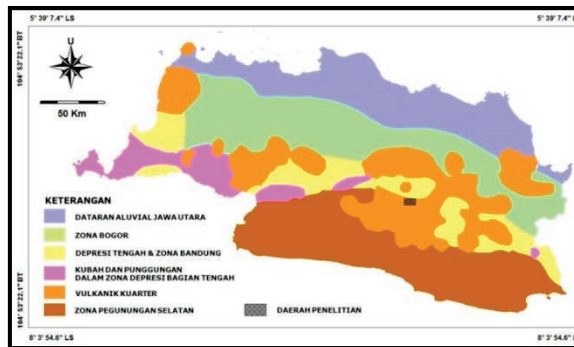 5° 39' 7.4" LS
5° 39' 7.4" LS
104° 53' 22.1" BT
104° 53' 22.1" BT
U
50 Km
KETERANGAN
DATARAN ALUVIAL JAWA UTARA
ZONA BOGOR
DEPRESI TENGAH & ZONA BANDUNG
KUBAH DAN PUNGGUNGAN
DALAM ZONA DEPRESI BAGIAN TENGAH
VULKANIK KUARTER
ZONA PEGUNUNGAN SELATAN
DAERAH PENELITIAN
104° 53' 22.1" BT
104° 53' 22.1" BT
8° 3' 54.6" LS
8° 3' 54.6" LS